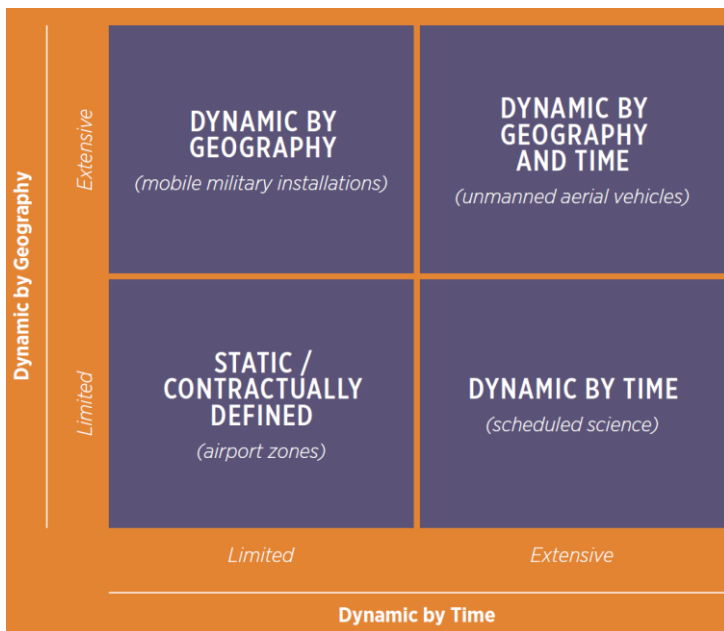 Dynamic by Geography
Extensive
DYNAMIC BY
GEOGRAPHY
(mobile military installations)
DYNAMIC BY
GEOGRAPHY
AND TIME
(unmanned aerial vehicles)
Limited
STATIC /
CONTRACTUALLY
DEFINED
(airport zones)
DYNAMIC BY TIME
(scheduled science)
Limited
Extensive
Dynamic by Time